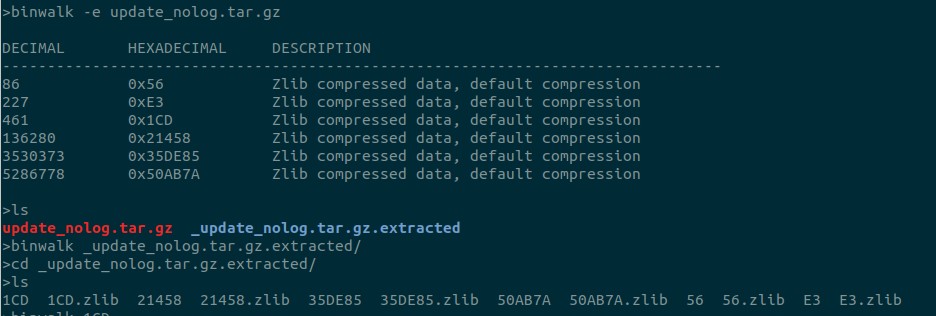 >binwalk -e update_nolog.tar.gz
DECIMAL HEXADECIMAL DESCRIPTION
--------------------------------------------------------------------------------
86 0x56 Zlib compressed data, default compression
227 0xE3 Zlib compressed data, default compression
461 0x1CD Zlib compressed data, default compression
136280 0x21458 Zlib compressed data, default compression
3530373 0x35DE85 Zlib compressed data, default compression
5286778 0x50AB7A Zlib compressed data, default compression
>ls
update_nolog.tar.gz _update_nolog.tar.gz.extracted
>binwalk _update_nolog.tar.gz.extracted/
>cd _update_nolog.tar.gz.extracted/
>ls
1CD 1CD.zlib 21458 21458.zlib 35DE85 35DE85.zlib 50AB7A 50AB7A.zlib 56 56.zlib E3 E3.zlib
>binwalk 1CD